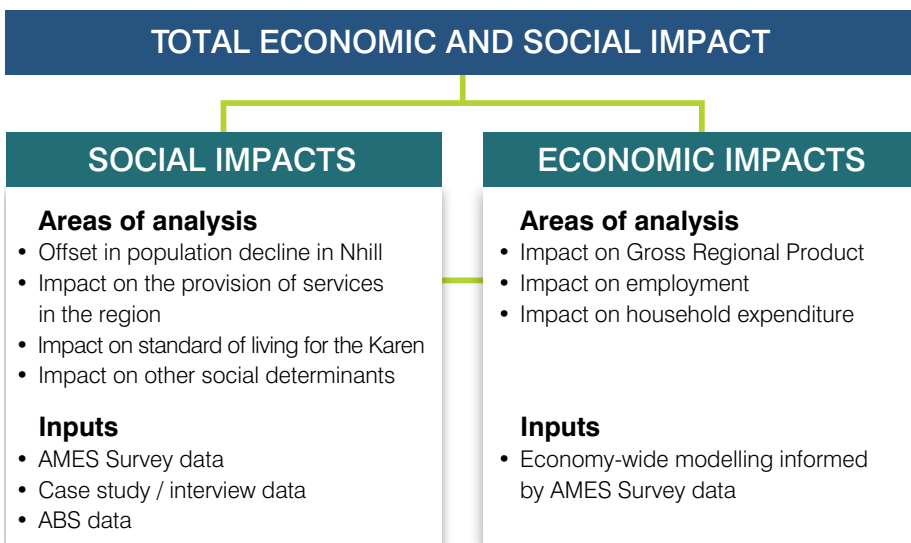 TOTAL ECONOMIC AND SOCIAL IMPACT
SOCIAL IMPACTS
Areas of analysis
• Offset in population decline in Nhill
• Impact on the provision of services
in the region
• Impact on standard of living for the Karen
• Impact on other social determinants
Inputs
• AMES Survey data
• Case study / interview data
• ABS data
ECONOMIC IMPACTS
Areas of analysis
• Impact on Gross Regional Product
• Impact on employment
• Impact on household expenditure
Inputs
• Economy-wide modelling informed
by AMES Survey data